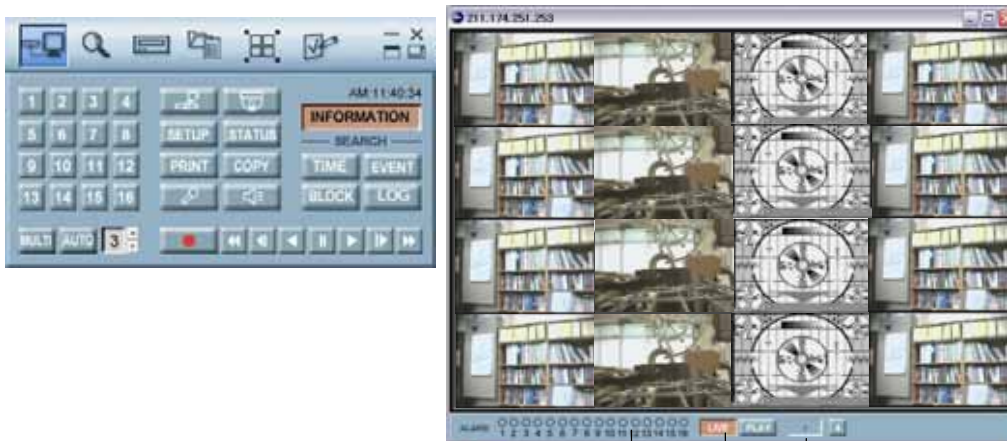 AM 11:40:34
1 2 3 4
INFORMATION
5 6 7 8 SETUP STATUS
SEARCH
9 10 11 12 PRINT COPY TIME EVENT
13 14 15 16 BLOCK LOG
MULTI AUTO 3
211.174.251.253
ALARM 1 2 3 4 5 6 7 8 9 10 11 12 13 14 15 16 LIVE PLAY